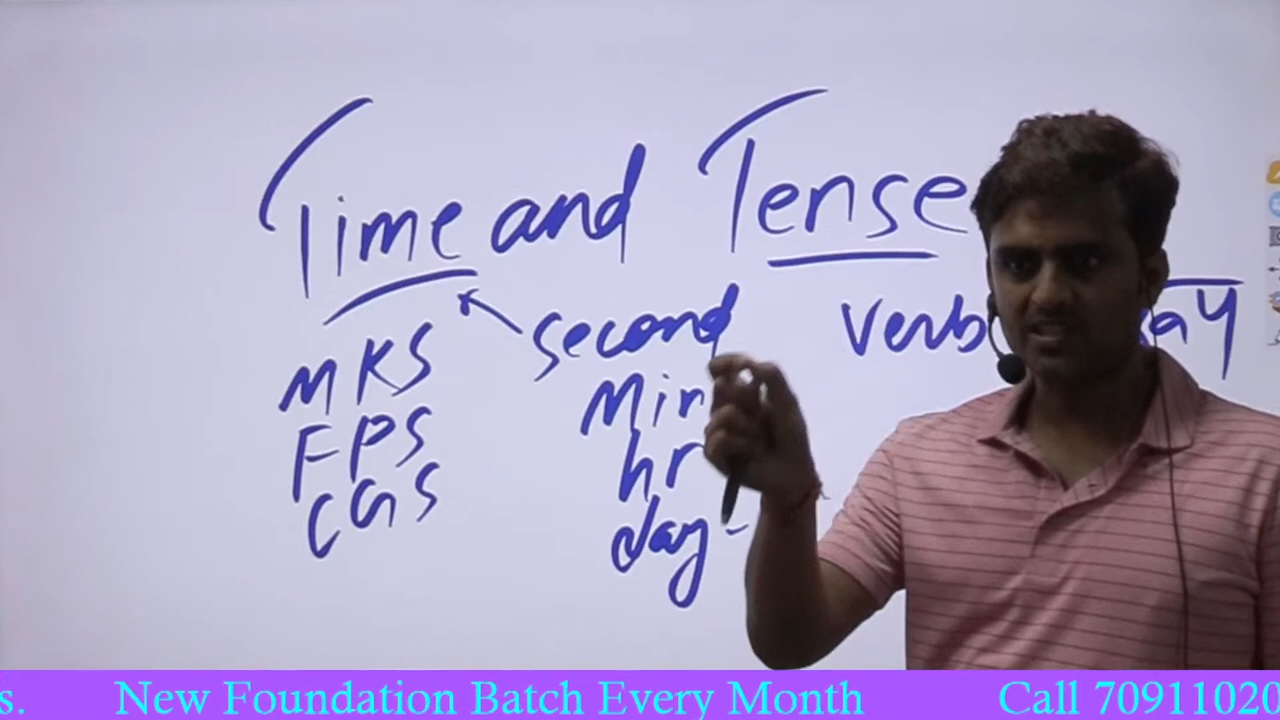 Time and Tense
second
verb
MKS
Min
FPS
hr
CGS
day-
s. New Foundation Batch Every Month Call 70911020